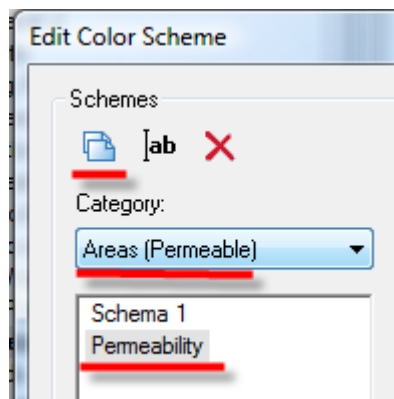 Edit Color Scheme
Schemes
ab
Category:
Areas (Permeable)
Schema 1
Permeability